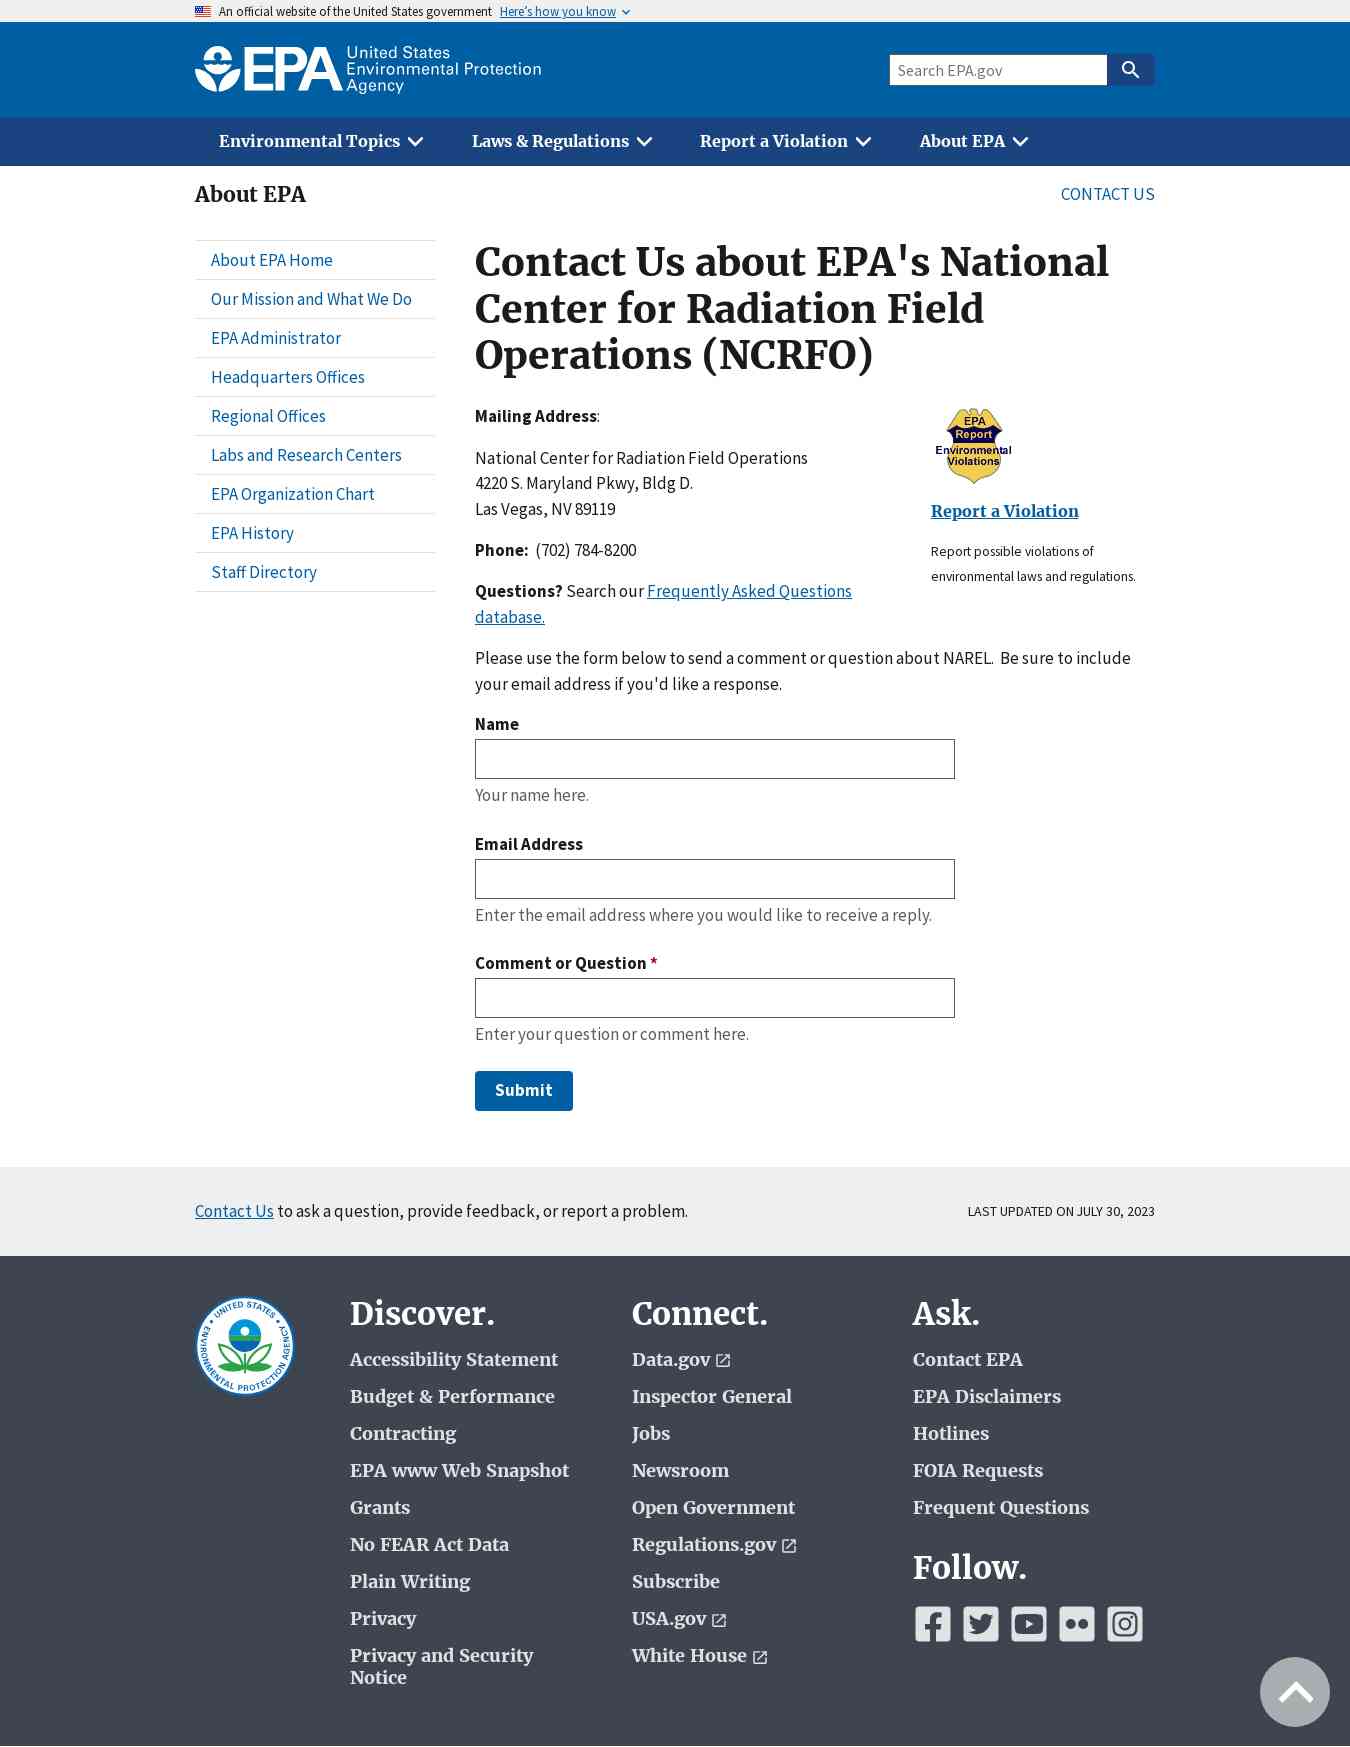 An official website of the United States government Here’s how you know
EPA United States
Environmental Protection
Agency
Search EPA.gov
Environmental Topics Laws & Regulations Report a Violation About EPA
About EPA CONTACT US
About EPA Home
Our Mission and What We Do
EPA Administrator
Headquarters Offices
Regional Offices
Labs and Research Centers
EPA Organization Chart
EPA History
Staff Directory
Contact Us about EPA's National
Center for Radiation Field
Operations (NCRFO)
Mailing Address:
National Center for Radiation Field Operations
4220 S. Maryland Pkwy, Bldg D.
Las Vegas, NV 89119
Phone: (702) 784-8200
Questions? Search our Frequently Asked Questions
database.
EPA
Report
Environmental
Violations
Report a Violation
Report possible violations of
environmental laws and regulations.
Please use the form below to send a comment or question about NAREL. Be sure to include
your email address if you'd like a response.
Name
Your name here.
Email Address
Enter the email address where you would like to receive a reply.
Comment or Question *
Enter your question or comment here.
Submit
Contact Us to ask a question, provide feedback, or report a problem. LAST UPDATED ON JULY 30, 2023
UNITED STATES
ENVIRONMENTAL PROTECTION AGENCY
Discover.
Accessibility Statement
Budget & Performance
Contracting
EPA www Web Snapshot
Grants
No FEAR Act Data
Plain Writing
Privacy
Privacy and Security
Notice
Connect.
Data.gov
Inspector General
Jobs
Newsroom
Open Government
Regulations.gov
Subscribe
USA.gov
White House
Ask.
Contact EPA
EPA Disclaimers
Hotlines
FOIA Requests
Frequent Questions
Follow.